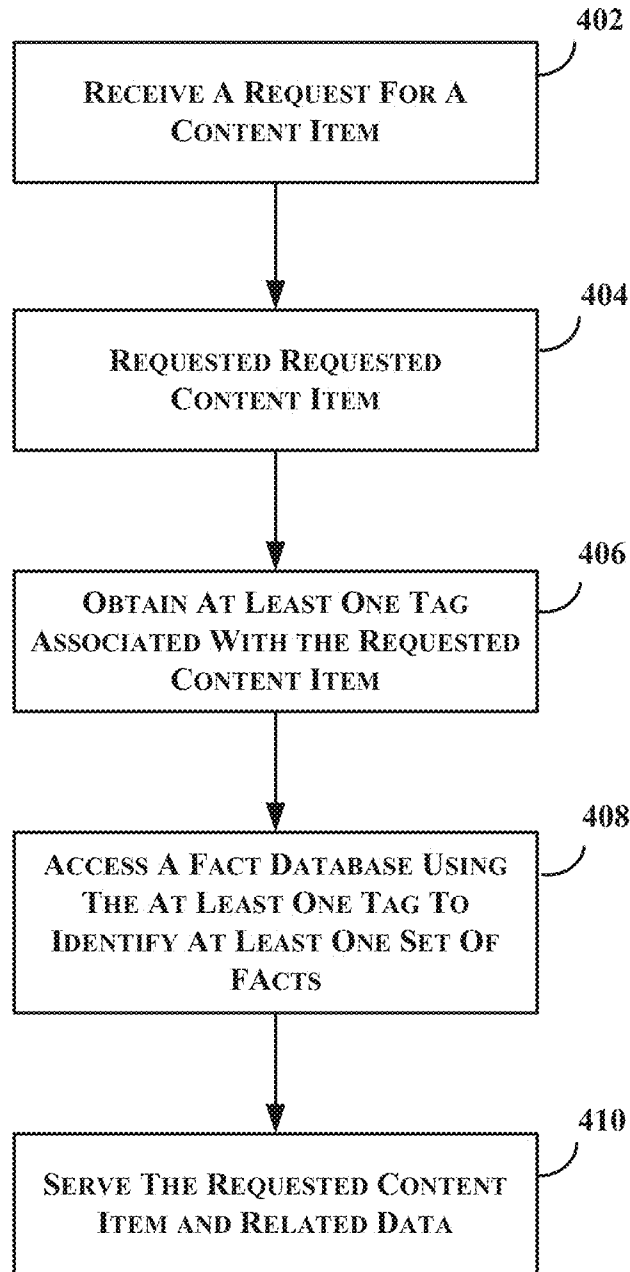 402
RECEIVE A REQUEST FOR A
CONTENT ITEM
404
REQUESTED REQUESTED
CONTENT ITEM
406
OBTAIN AT LEAST ONE TAG
ASSOCIATED WITH THE REQUESTED
CONTENT ITEM
408
ACCESS A FACT DATABASE USING
THE AT LEAST ONE TAG TO
IDENTIFY AT LEAST ONE SET OF
FACTS
410
SERVE THE REQUESTED CONTENT
ITEM AND RELATED DATA